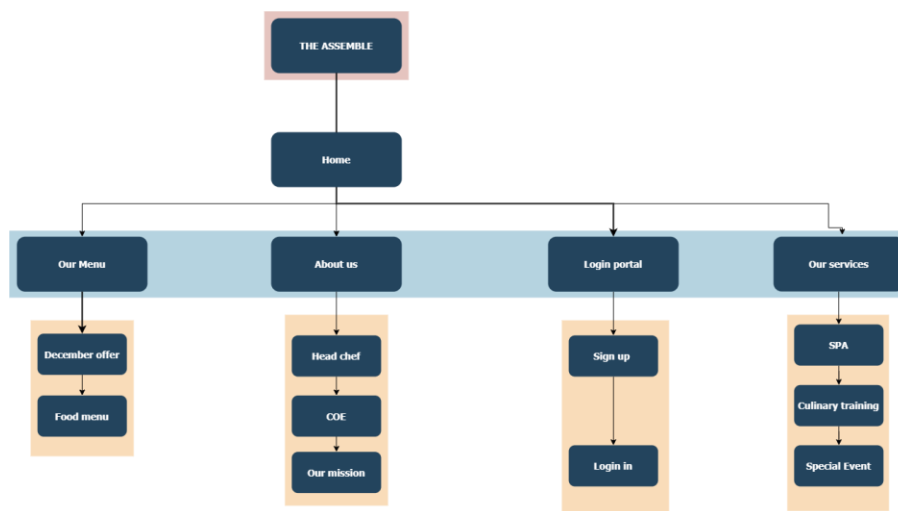 THE ASSEMBLE
Home
Our Menu
About us
Login portal
Our services
December offer
Food menu
Head chef
COE
Our mission
Sign up
Login in
SPA
Culinary training
Special Event